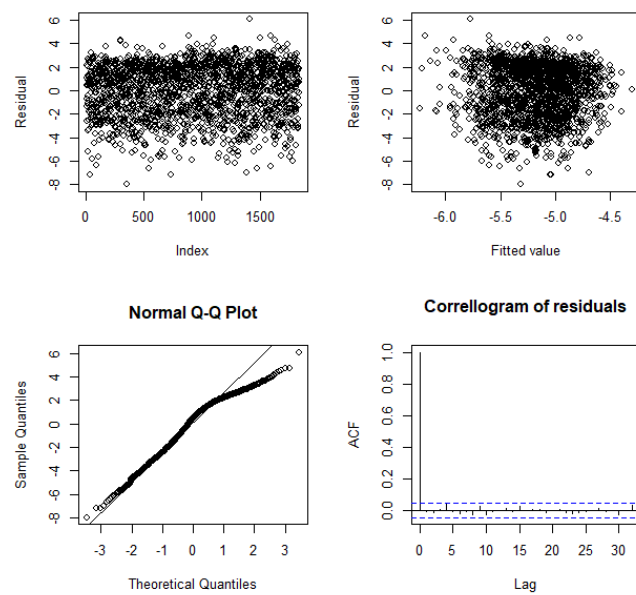 Residual
6
4
2
0
-2
-4
-6
-8
0 500 1000 1500
Index
Residual
6
4
2
0
-2
-4
-6
-8
-6.0 -5.5 -5.0 -4.5
Fitted value
Normal Q-Q Plot
Sample Quantiles
6
4
2
0
-2
-4
-6
-8
-3 -2 -1 0 1 2 3
Theoretical Quantiles
Correllogram of residuals
ACF
1.0
0.8
0.6
0.4
0.2
0.0
0 5 10 15 20 25 30
Lag